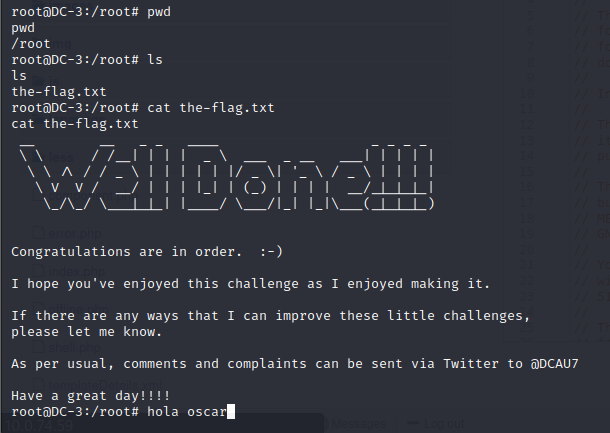 root@DC-3:/root# pwd
pwd
/root
root@DC-3:/root# ls
ls
the-flag.txt
root@DC-3:/root# cat the-flag.txt
cat the-flag.txt
Well Done!!!!
Congratulations are in order.  :-)
I hope you've enjoyed this challenge as I enjoyed making it.
If there are any ways that I can improve these little challenges,
please let me know.
As per usual, comments and complaints can be sent via Twitter to @DCAU7
Have a great day!!!!
root@DC-3:/root# hola oscar